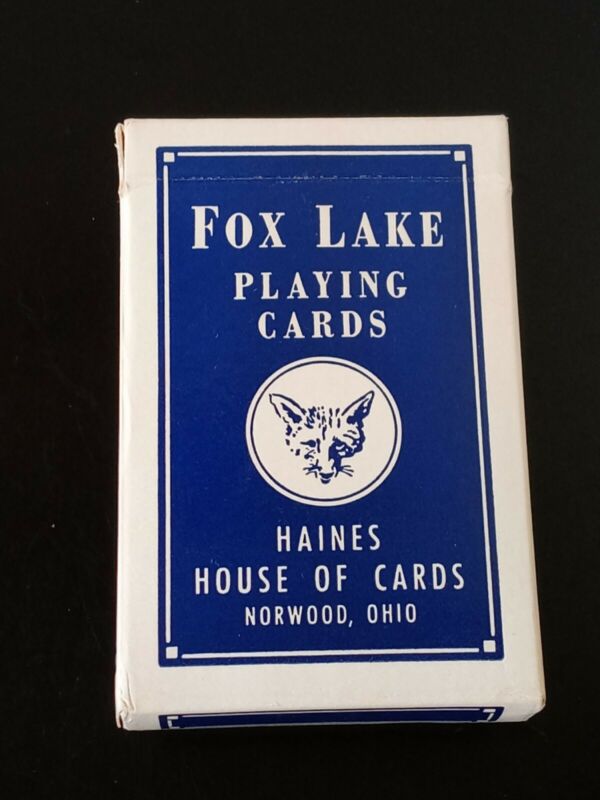 FOX LAKE
PLAYING
CARDS
HAINES
HOUSE OF CARDS
NORWOOD, OHIO